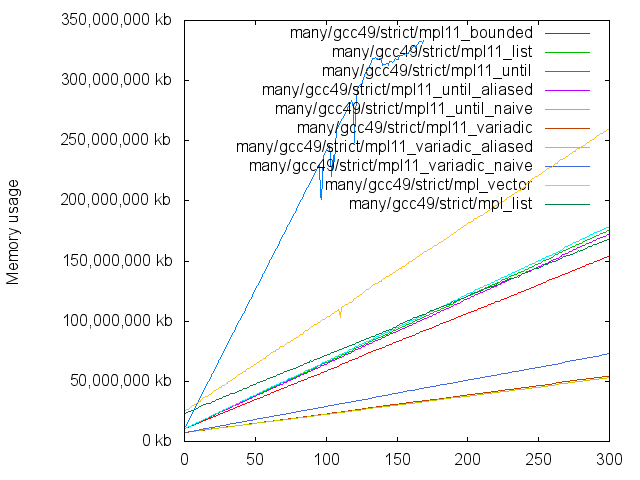 350,000,000 kb
300,000,000 kb
250,000,000 kb
200,000,000 kb
150,000,000 kb
100,000,000 kb
50,000,000 kb
0 kb
Memory usage
many/gcc49/strict/mpl11_bounded
many/gcc49/strict/mpl11_list
many/gcc49/strict/mpl11_until
many/gcc49/strict/mpl11_until_aliased
many/gcc49/strict/mpl11_until_naive
many/gcc49/strict/mpl11_variadic
many/gcc49/strict/mpl11_variadic_aliased
many/gcc49/strict/mpl11_variadic_naive
many/gcc49/strict/mpl_vector
many/gcc49/strict/mpl_list
0 50 100 150 200 250 300